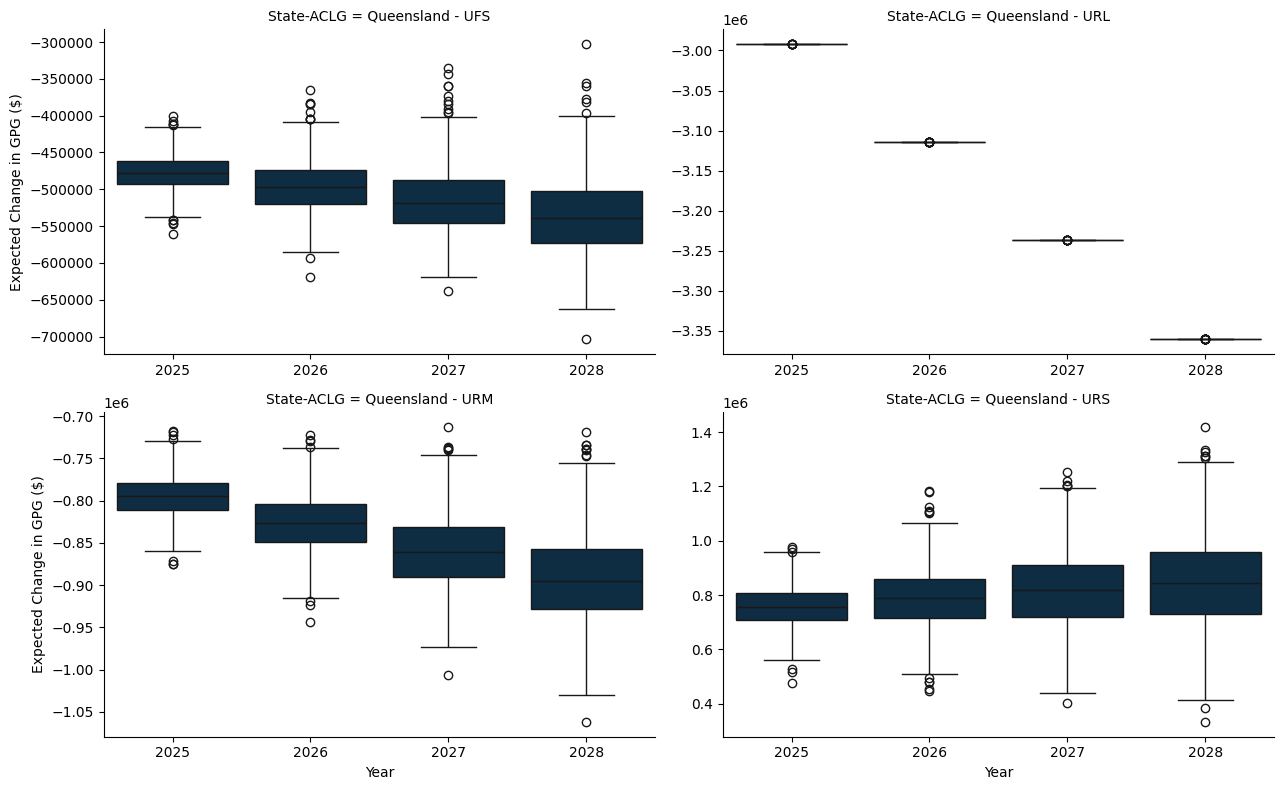 State-ACLG = Queensland - UFS
Expected Change in GPG ($)
−300000
−350000
−400000
−450000
−500000
−550000
−600000
−650000
−700000
2025 2026 2027 2028
State-ACLG = Queensland - URL
1e6
−3.00
−3.05
−3.10
−3.15
−3.20
−3.25
−3.30
−3.35
2025 2026 2027 2028
State-ACLG = Queensland - URM
1e6
Expected Change in GPG ($)
−0.70
−0.75
−0.80
−0.85
−0.90
−0.95
−1.00
−1.05
2025 2026 2027 2028
Year
State-ACLG = Queensland - URS
1e6
1.4
1.2
1.0
0.8
0.6
0.4
2025 2026 2027 2028
Year